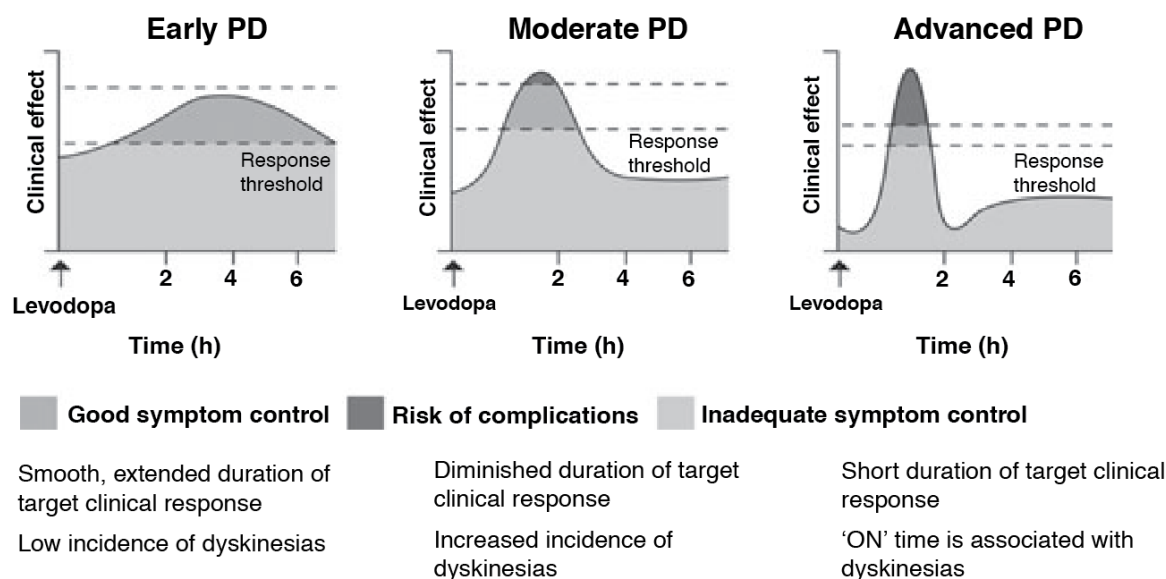 Early PD
Clinical effect
Response
threshold
2 4 6
Levodopa
Time (h)
Moderate PD
Clinical effect
Response
threshold
2 4 6
Levodopa
Time (h)
Advanced PD
Clinical effect
Response
threshold
2 4 6
Levodopa
Time (h)
Good symptom control
Risk of complications
Inadequate symptom control
Smooth, extended duration of
target clinical response
Low incidence of dyskinesias
Diminished duration of target
clinical response
Increased incidence of
dyskinesias
Short duration of target clinical
response
‘ON’ time is associated with
dyskinesias